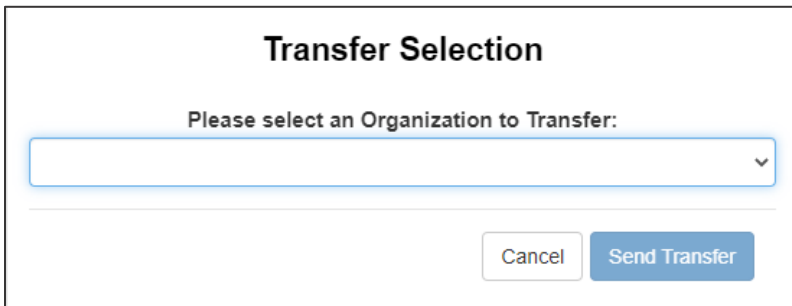 Transfer Selection
Please select an Organization to Transfer:
Cancel
Send Transfer